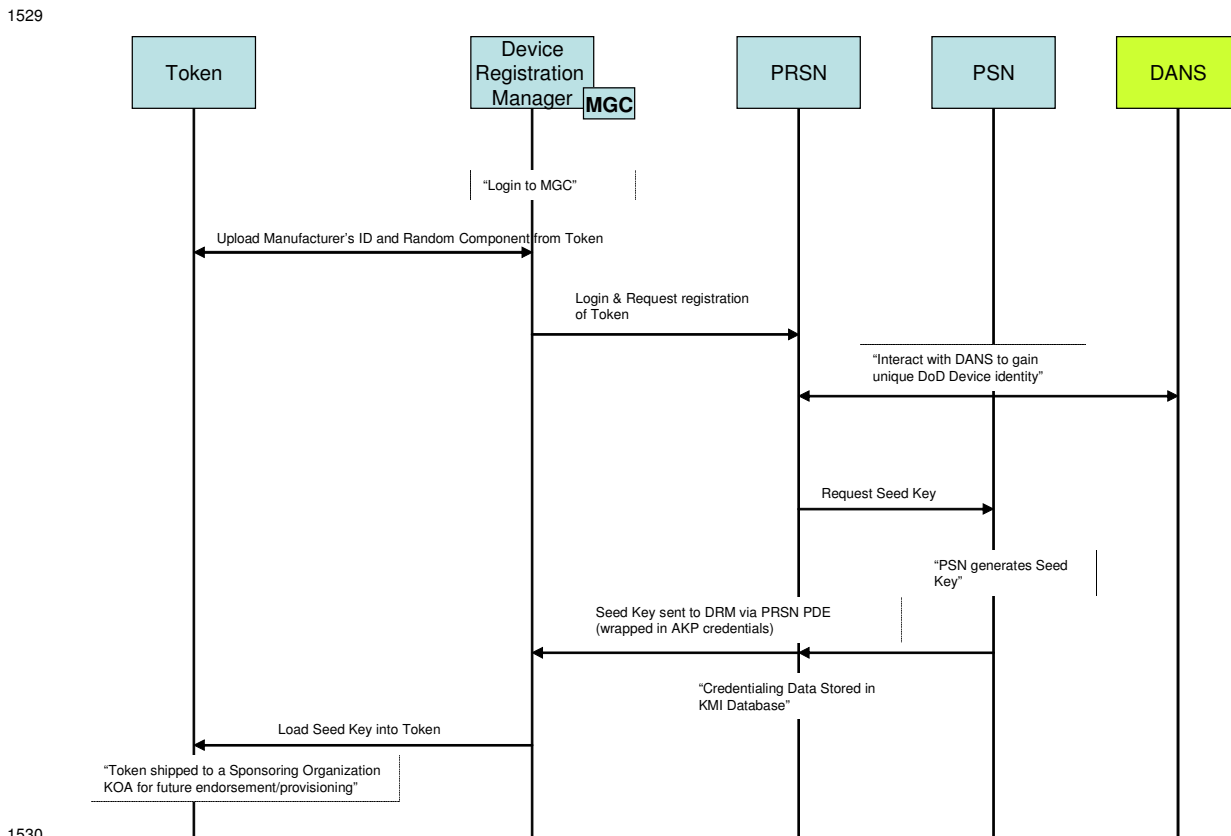 1529
Token
Device
Registration
Manager
MGC
PRSN
PSN
DANS
“Login to MGC”
Upload Manufacturer’s ID and Random Component from Token
Login & Request registration
of Token
“Interact with DANS to gain
unique DoD Device identity”
Request Seed Key
“PSN generates Seed
Key”
Seed Key sent to DRM via PRSN PDE
(wrapped in AKP credentials)
“Credentialing Data Stored in
KMI Database”
Load Seed Key into Token
“Token shipped to a Sponsoring Organization
KOA for future endorsement/provisioning”
1530